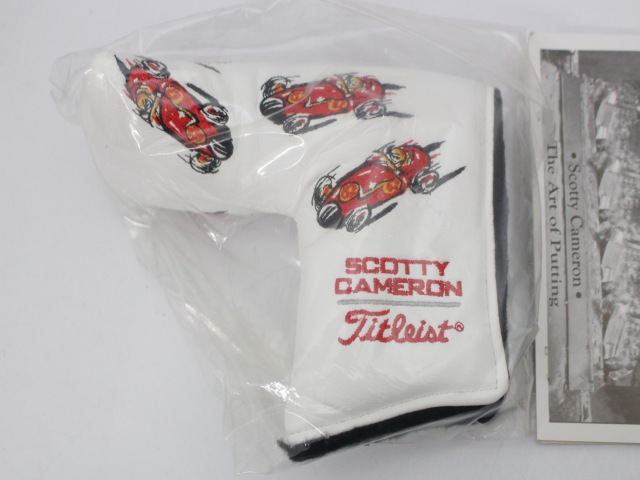 SCOTTY
CAMERON
Titleist®
• Scotty Cameron •
The Art of Putting